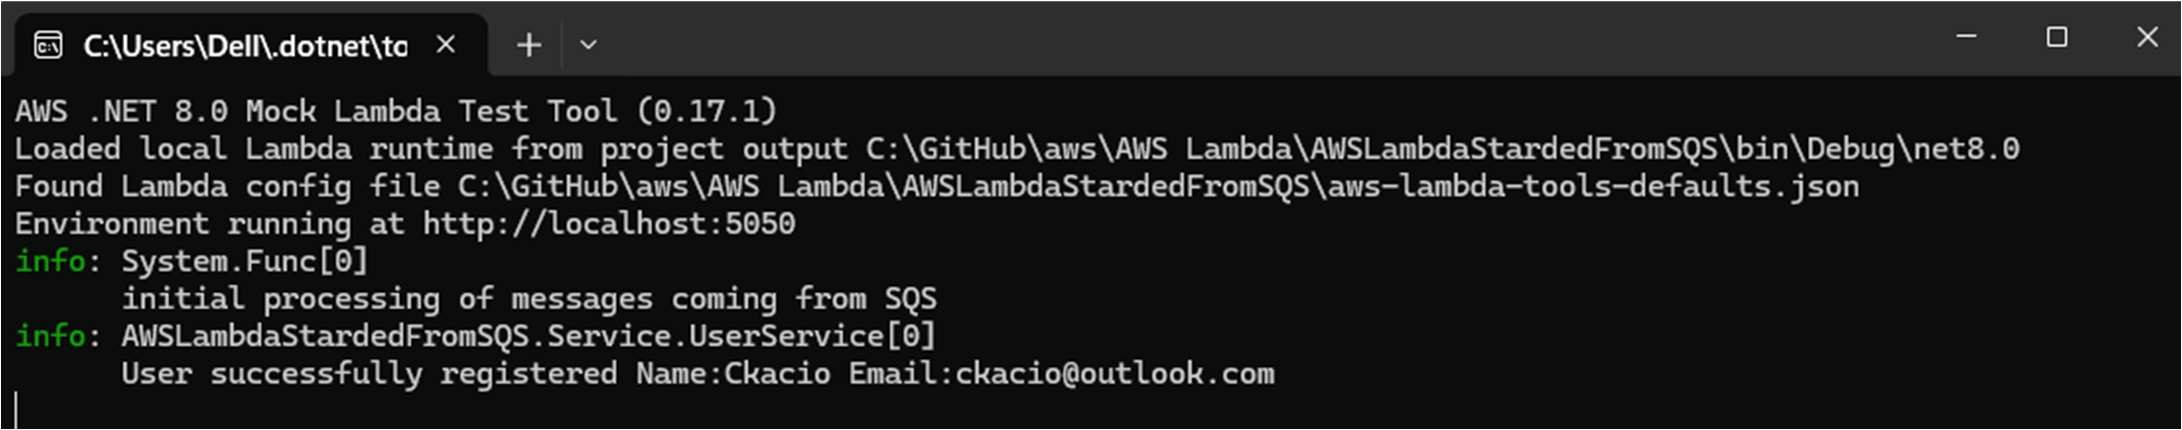 C:\Users\Dell\.dotnet\to
AWS .NET 8.0 Mock Lambda Test Tool (0.17.1)
Loaded local Lambda runtime from project output C:\GitHub\aws\AWS Lambda\AWSLambdaStardedFromSQS\bin\Debug\net8.0
Found Lambda config file C:\GitHub\aws\AWS Lambda\AWSLambdaStardedFromSQS\aws-lambda-tools-defaults.json
Environment running at http://localhost:5050
info: System.Func[0]
initial processing of messages coming from SQS
info: AWSLambdaStardedFromSQS.Service.UserService[0]
User successfully registered Name:Ckacio Email:ckacio@outlook.com